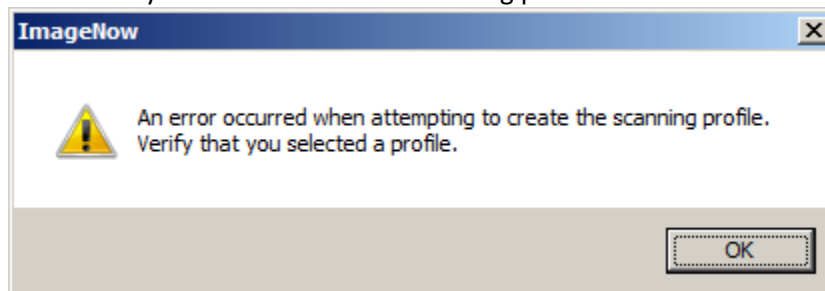 ImageNow
An error occurred when attempting to create the scanning profile.
Verify that you selected a profile.
OK